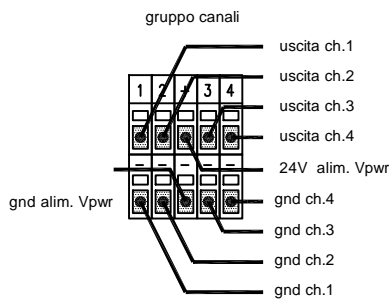 gruppo canali
uscita ch.1
uscita ch.2
1 2 + 3 4
uscita ch.3
uscita ch.4
- - - - -
24V alim. Vpwr
gnd alim. Vpwr
gnd ch.4
gnd ch.3
gnd ch.2
gnd ch.1